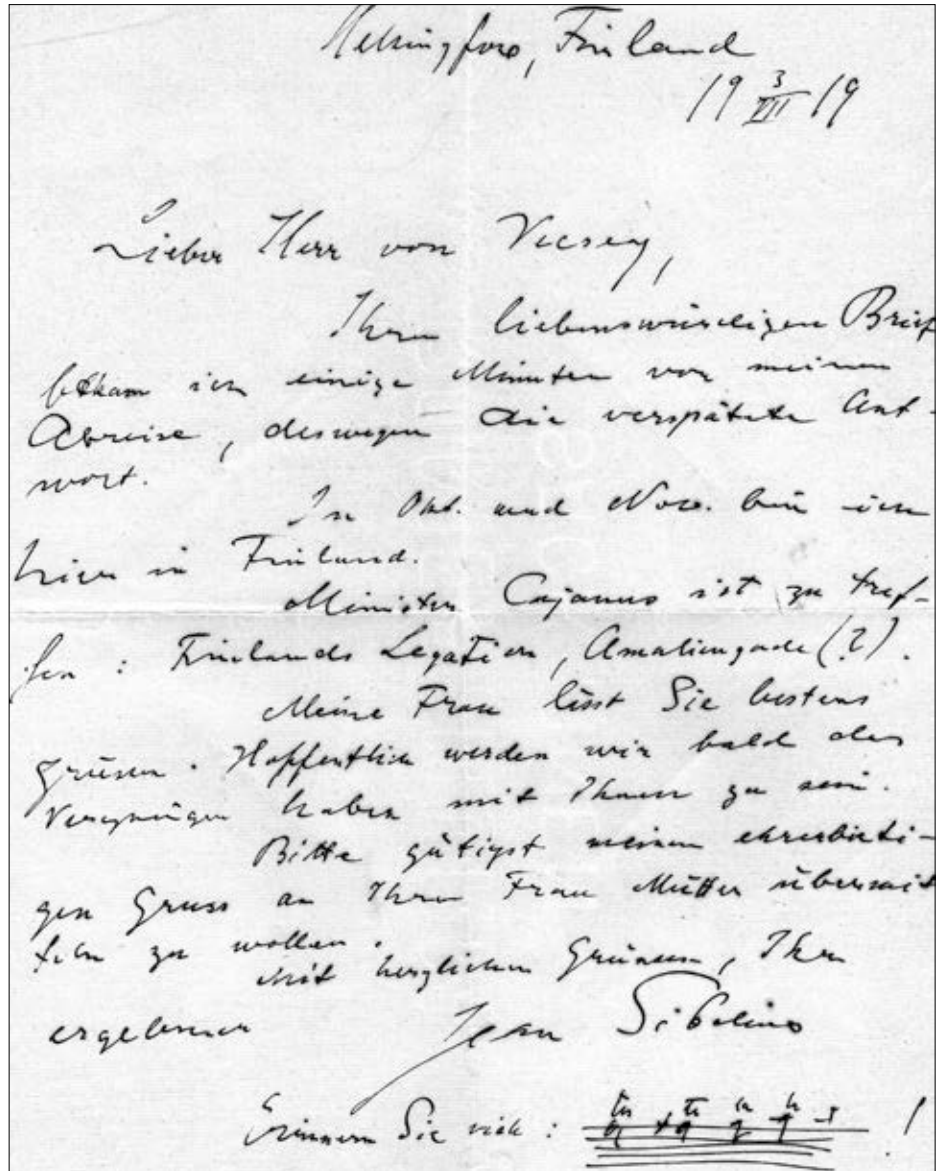 Helsingfors, Finland
19 3/VII 19
Lieber Herr von Vecsey,
Ihren liebenswürdigen Brief
bekam ich einige Minuten vor meiner
Abreise, deswegen die verspätete Ant-
wort.
In Okt. und Nov. bin ich
hier in Finland.
Minister Cajanus ist zu tref-
fen: Finlands Legation, Amaliengade (?).
Meine Frau lässt Sie bestens
grüssen. Hoffentlich werden wir bald das
Vergnügen haben mit Ihnen zu sein.
Bitte gütigst meinen ehrerbieti-
gen Gruss an Ihre Frau Mutter übermit
teln zu wollen.
Mit herzlichen Grüssen, Ihr
ergebener Jean Sibelius
Erinnern Sie sich: !